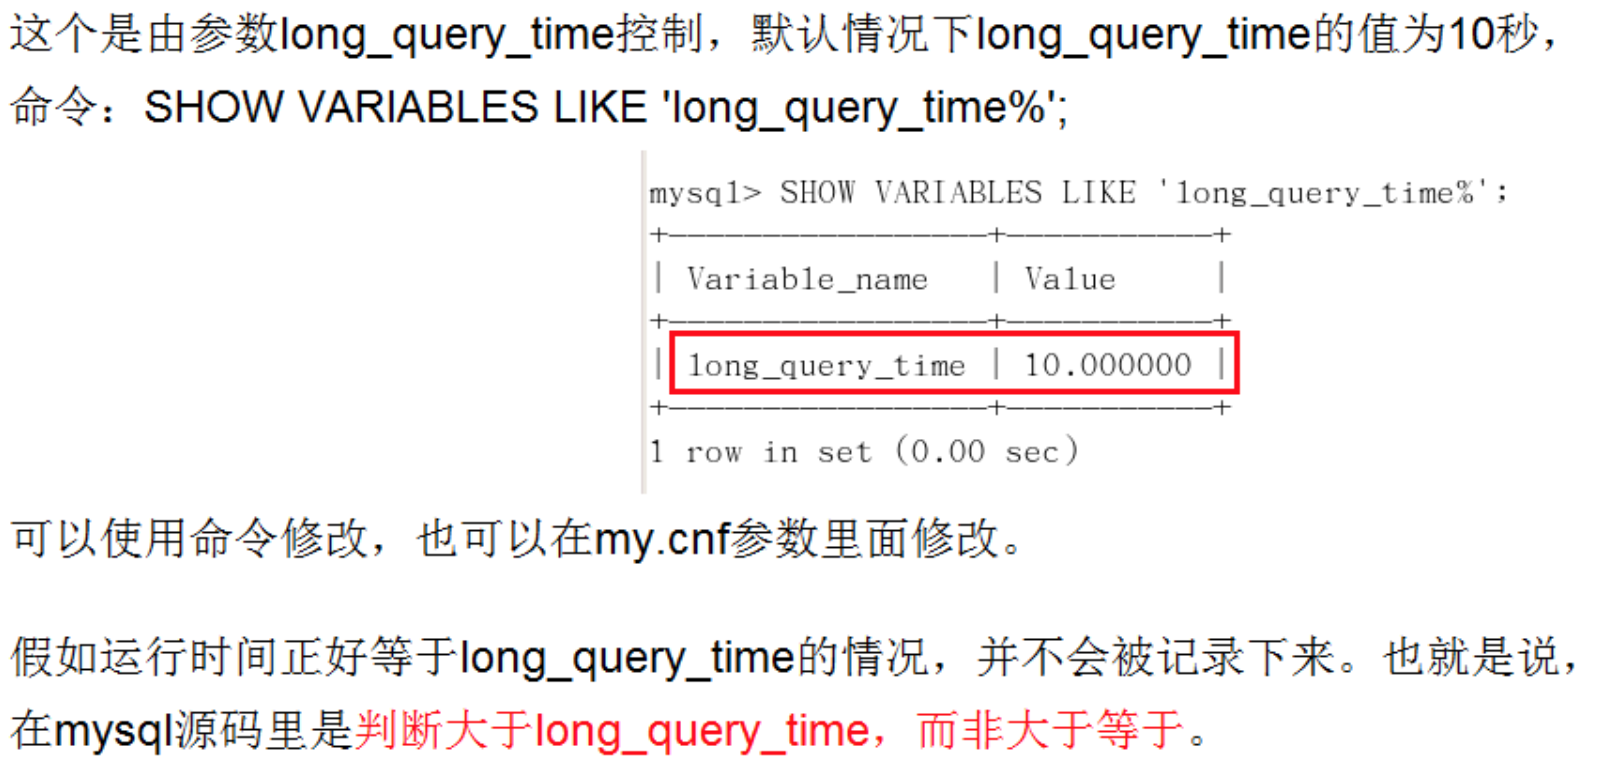 这个是由参数long_query_time控制，默认情况下long_query_time的值为10秒，
命令：SHOW VARIABLES LIKE 'long_query_time%';
mysql> SHOW VARIABLES LIKE 'long_query_time%';
+-----------------+-----------+
| Variable_name   | Value     |
+-----------------+-----------+
| long_query_time | 10.000000 |
+-----------------+-----------+
1 row in set (0.00 sec)
可以使用命令修改，也可以在my.cnf参数里面修改。
假如运行时间正好等于long_query_time的情况，并不会被记录下来。也就是说，
在mysql源码里是判断大于long_query_time，而非大于等于。